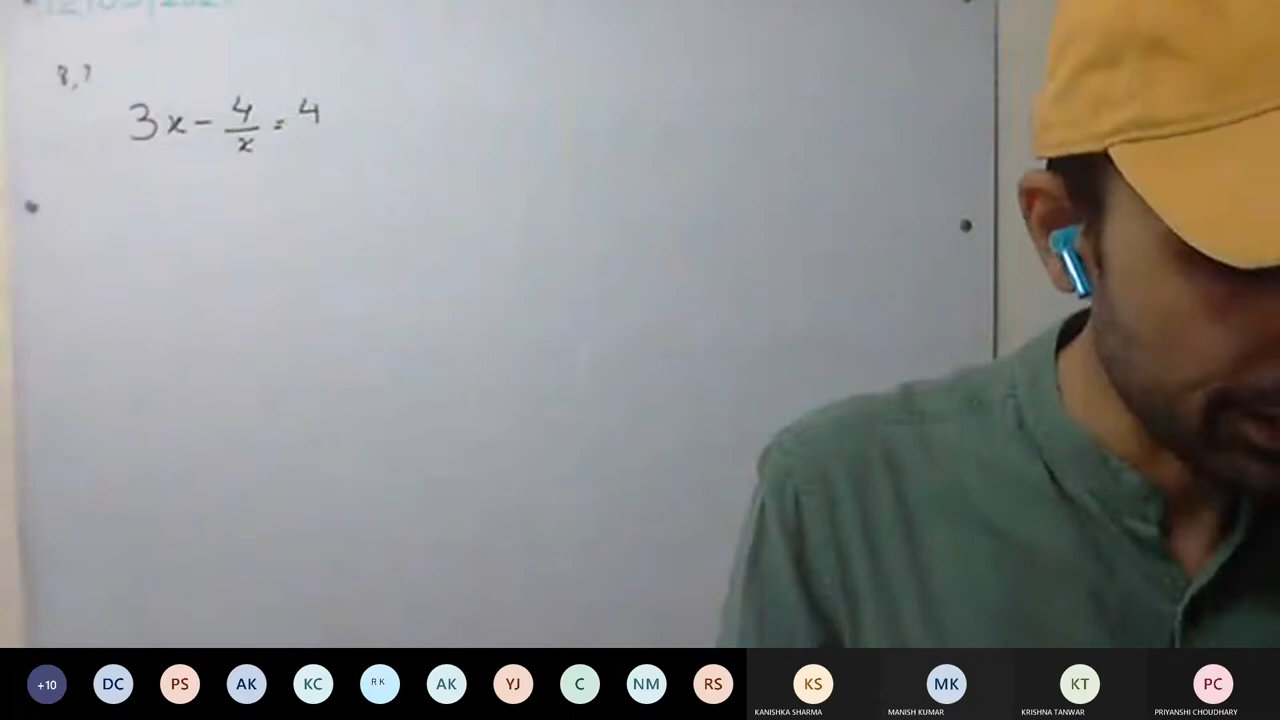 8,?
3x - 4/x = 4
+10 DC PS AK KC RK AK YJ C NM RS KS MK KT PC
KANISHKA SHARMA MANISH KUMAR KRISHNA TANWAR PRIYANSHI CHOUDHARY